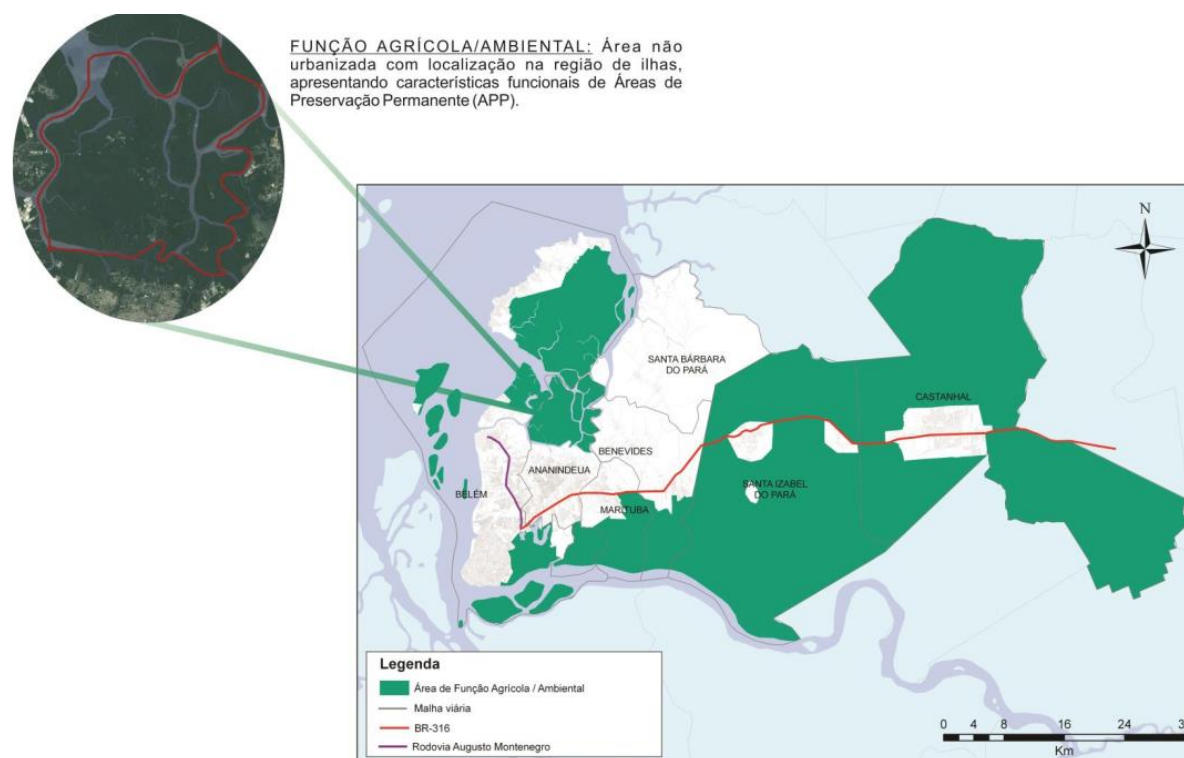 FUNÇÃO AGRÍCOLA/AMBIENTAL: Área não
urbanizada com localização na região de ilhas,
apresentando características funcionais de Áreas de
Preservação Permanente (APP).
N
SANTA BÁRBARA
DO PARÁ
CASTANHAL
BENEVIDES
ANANINDEUA
BELÉM
SANTA IZABEL
DO PARÁ
MARITUBA
Legenda
Área de Função Agrícola / Ambiental
Malha viária
BR-316
Rodovia Augusto Montenegro
0 4 8 16 24
Km